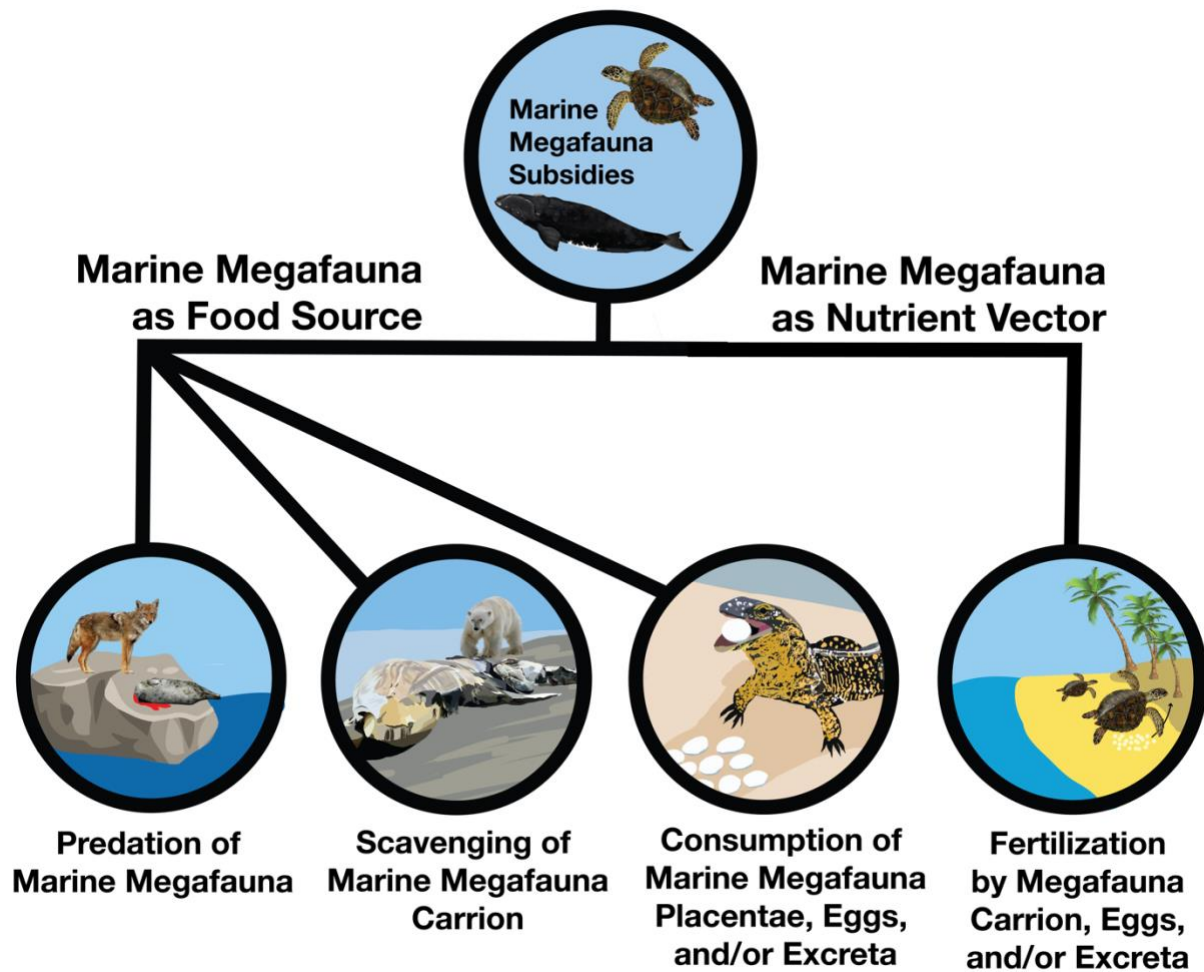 Marine
Megafauna
Subsidies
Marine Megafauna
as Food Source
Marine Megafauna
as Nutrient Vector
Predation of
Marine Megafauna
Scavenging of
Marine Megafauna
Carrion
Consumption of
Marine Megafauna
Placentae, Eggs,
and/or Excreta
Fertilization
by Megafauna
Carrion, Eggs,
and/or Excreta